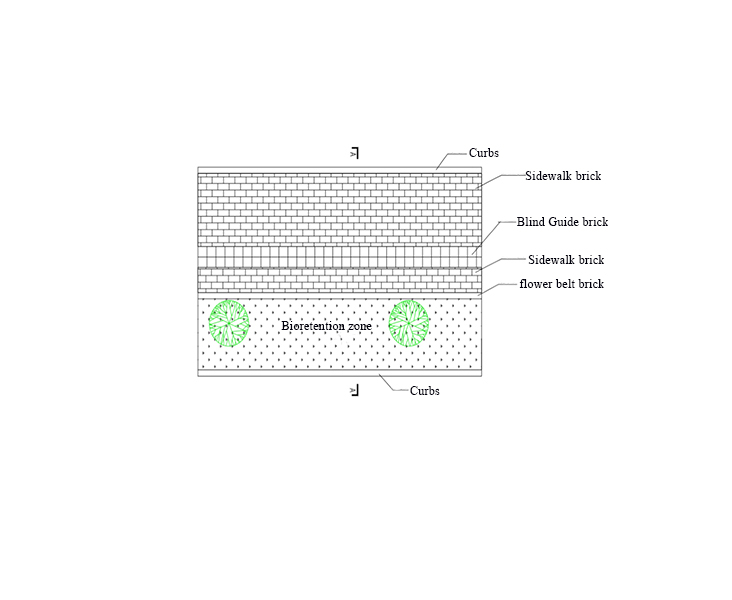 A
Curbs
Sidewalk brick
Blind Guide brick
Sidewalk brick
flower belt brick
Bioretention zone
A
Curbs